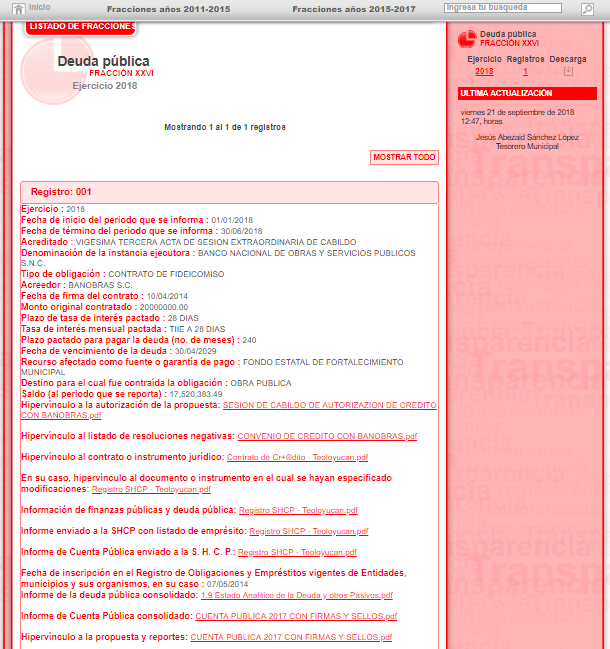 Inicio
Fracciones años 2011-2015
Fracciones años 2015-2017
Ingresa tu búsqueda
LISTADO DE FRACCIONES
Deuda pública
FRACCIÓN XXVI
Ejercicio 2018
Mostrando 1 al 1 de 1 registros
MOSTRAR TODO
Registro: 001
Ejercicio : 2018
Fecha de inicio del periodo que se informa : 01/01/2018
Fecha de término del periodo que se informa : 30/06/2018
Acreditado : VIGESIMA TERCERA ACTA DE SESION EXTRAORDINARIA DE CABILDO
Denominación de la instancia ejecutora : BANCO NACIONAL DE OBRAS Y SERVICIOS PUBLICOS
S.N.C.
Tipo de obligación : CONTRATO DE FIDEICOMISO
Acreedor : BANOBRAS S.C.
Fecha de firma del contrato : 10/04/2014
Monto original contratado : 20000000.00
Plazo de tasa de interés pactado : 28 DIAS
Tasa de interés mensual pactada : TIIE A 28 DIAS
Plazo pactado para pagar la deuda (no. de meses) : 240
Fecha de vencimiento de la deuda : 30/04/2029
Recurso afectado como fuente o garantía de pago : FONDO ESTATAL DE FORTALECIMIENTO
MUNICIPAL
Destino para el cual fue contraída la obligación : OBRA PUBLICA
Saldo (al periodo que se reporta) : 17,520,383.49
Hipervínculo a la autorización de la propuesta: SESION DE CABILDO DE AUTORIZAZION DE CREDITO
CON BANOBRAS.pdf
Hipervínculo al listado de resoluciones negativas: CONVENIO DE CREDITO CON BANOBRAS.pdf
Hipervínculo al contrato o instrumento jurídico: Contrato de Cr+®dito - Teoloyucan.pdf
En su caso, hipervínculo al documento o instrumento en el cual se hayan especificado
modificaciones: Registro SHCP - Teoloyucan.pdf
Información de finanzas públicas y deuda pública: Registro SHCP - Teoloyucan.pdf
Informe enviado a la SHCP con listado de emprésito: Registro SHCP - Teoloyucan.pdf
Informe de Cuenta Pública enviado a la S. H. C. P.: Registro SHCP - Teoloyucan.pdf
Fecha de inscripción en el Registro de Obligaciones y Empréstitos vigentes de Entidades,
municipios y sus organismos, en su caso : 07/05/2014
Informe de la deuda pública consolidado: 1.9 Estado Analilico de la Deuda y otros Pasivos.pdf
Informe de Cuenta Pública consolidado: CUENTA PUBLICA 2017 CON FIRMAS Y SELLOS.pdf
Hipervínculo a la propuesta y reportes: CUENTA PUBLICA 2017 CON FIRMAS Y SELLOS.pdf
Deuda pública
FRACCIÓN XXVI
Ejercicio Registros Descarga
2018 1
ULTIMA ACTUALIZACIÓN
viernes 21 de septiembre de 2018
12:47, horas
Jesús Abezaid Sánchez López
Tesorero Municipal